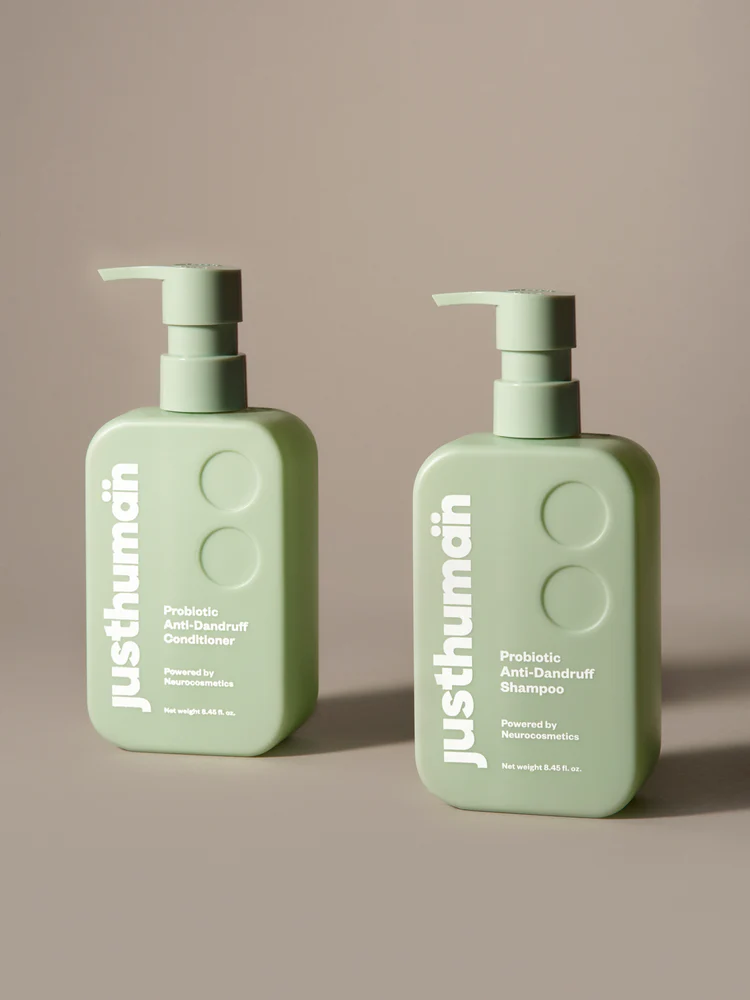 justhumän
Probiotic
Anti-Dandruff
Conditioner
Powered by
Neurocosmetics
Net weight 8.45 fl. oz.
justhumän
Probiotic
Anti-Dandruff
Shampoo
Powered by
Neurocosmetics
Net weight 8.45 fl. oz.